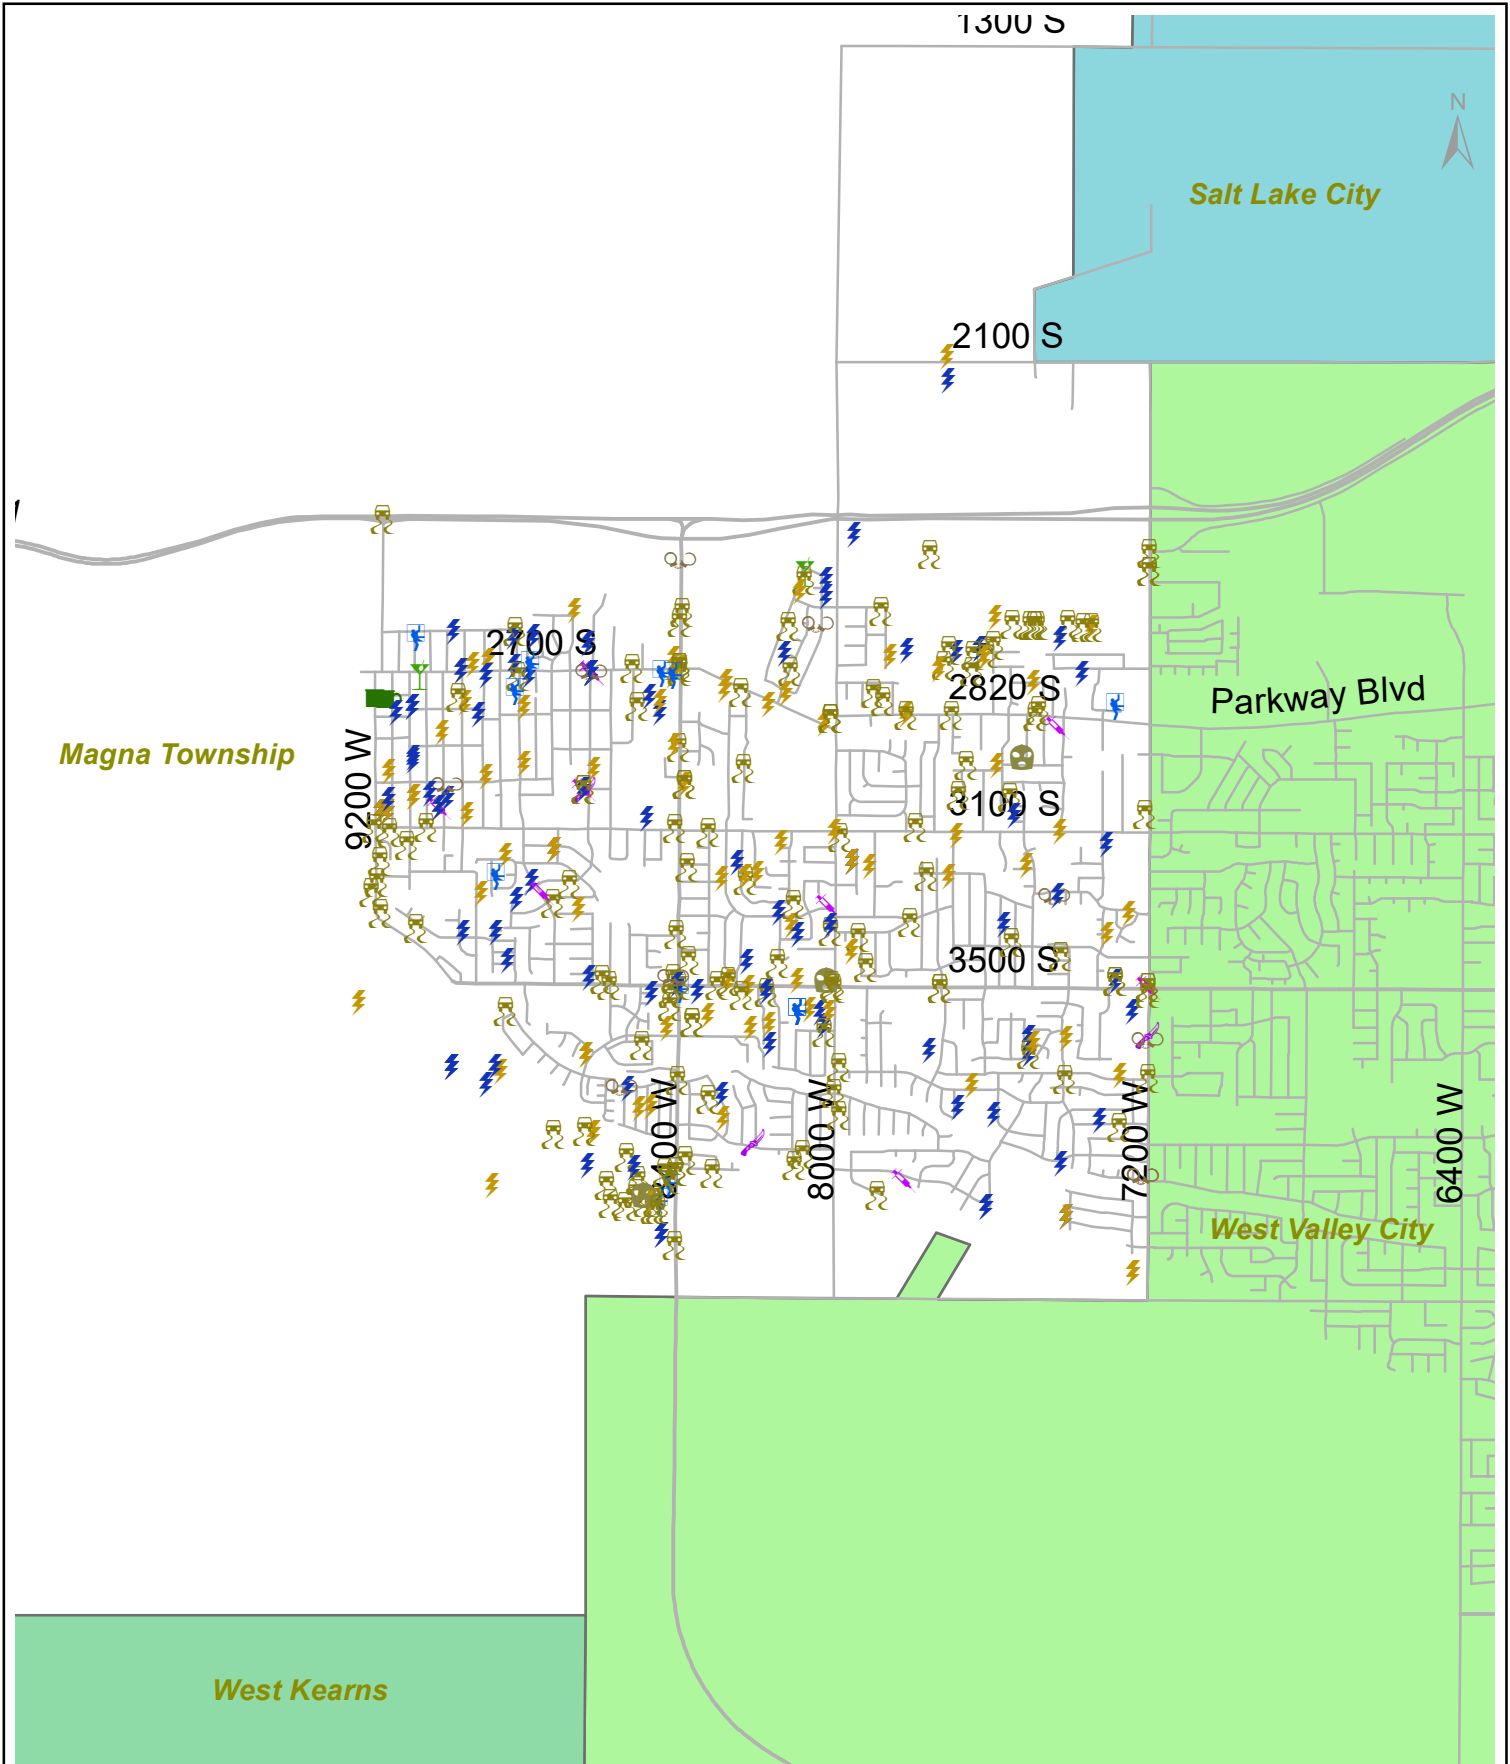 1300 S
N
Salt Lake City
2100 S
2700 S
2820 S
Parkway Blvd
Magna Township
9200 W
3100 S
3500 S
8000 W
7200 W
6400 W
West Valley City
West Kearns